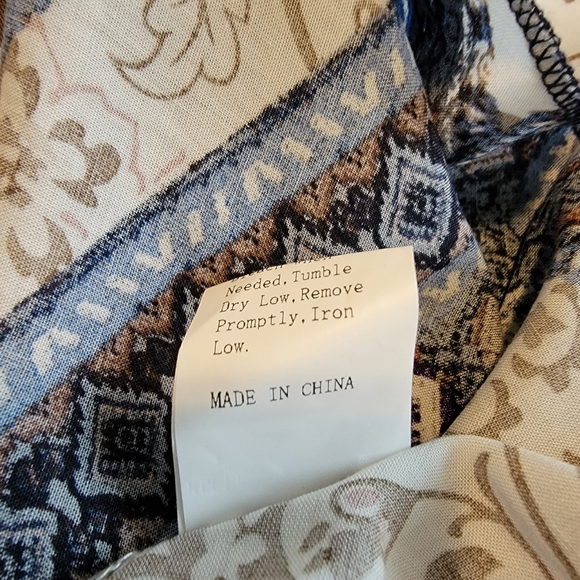 Needed,Tumble
Dry Low,Remove
Promptly,Iron
Low.
MADE IN CHINA